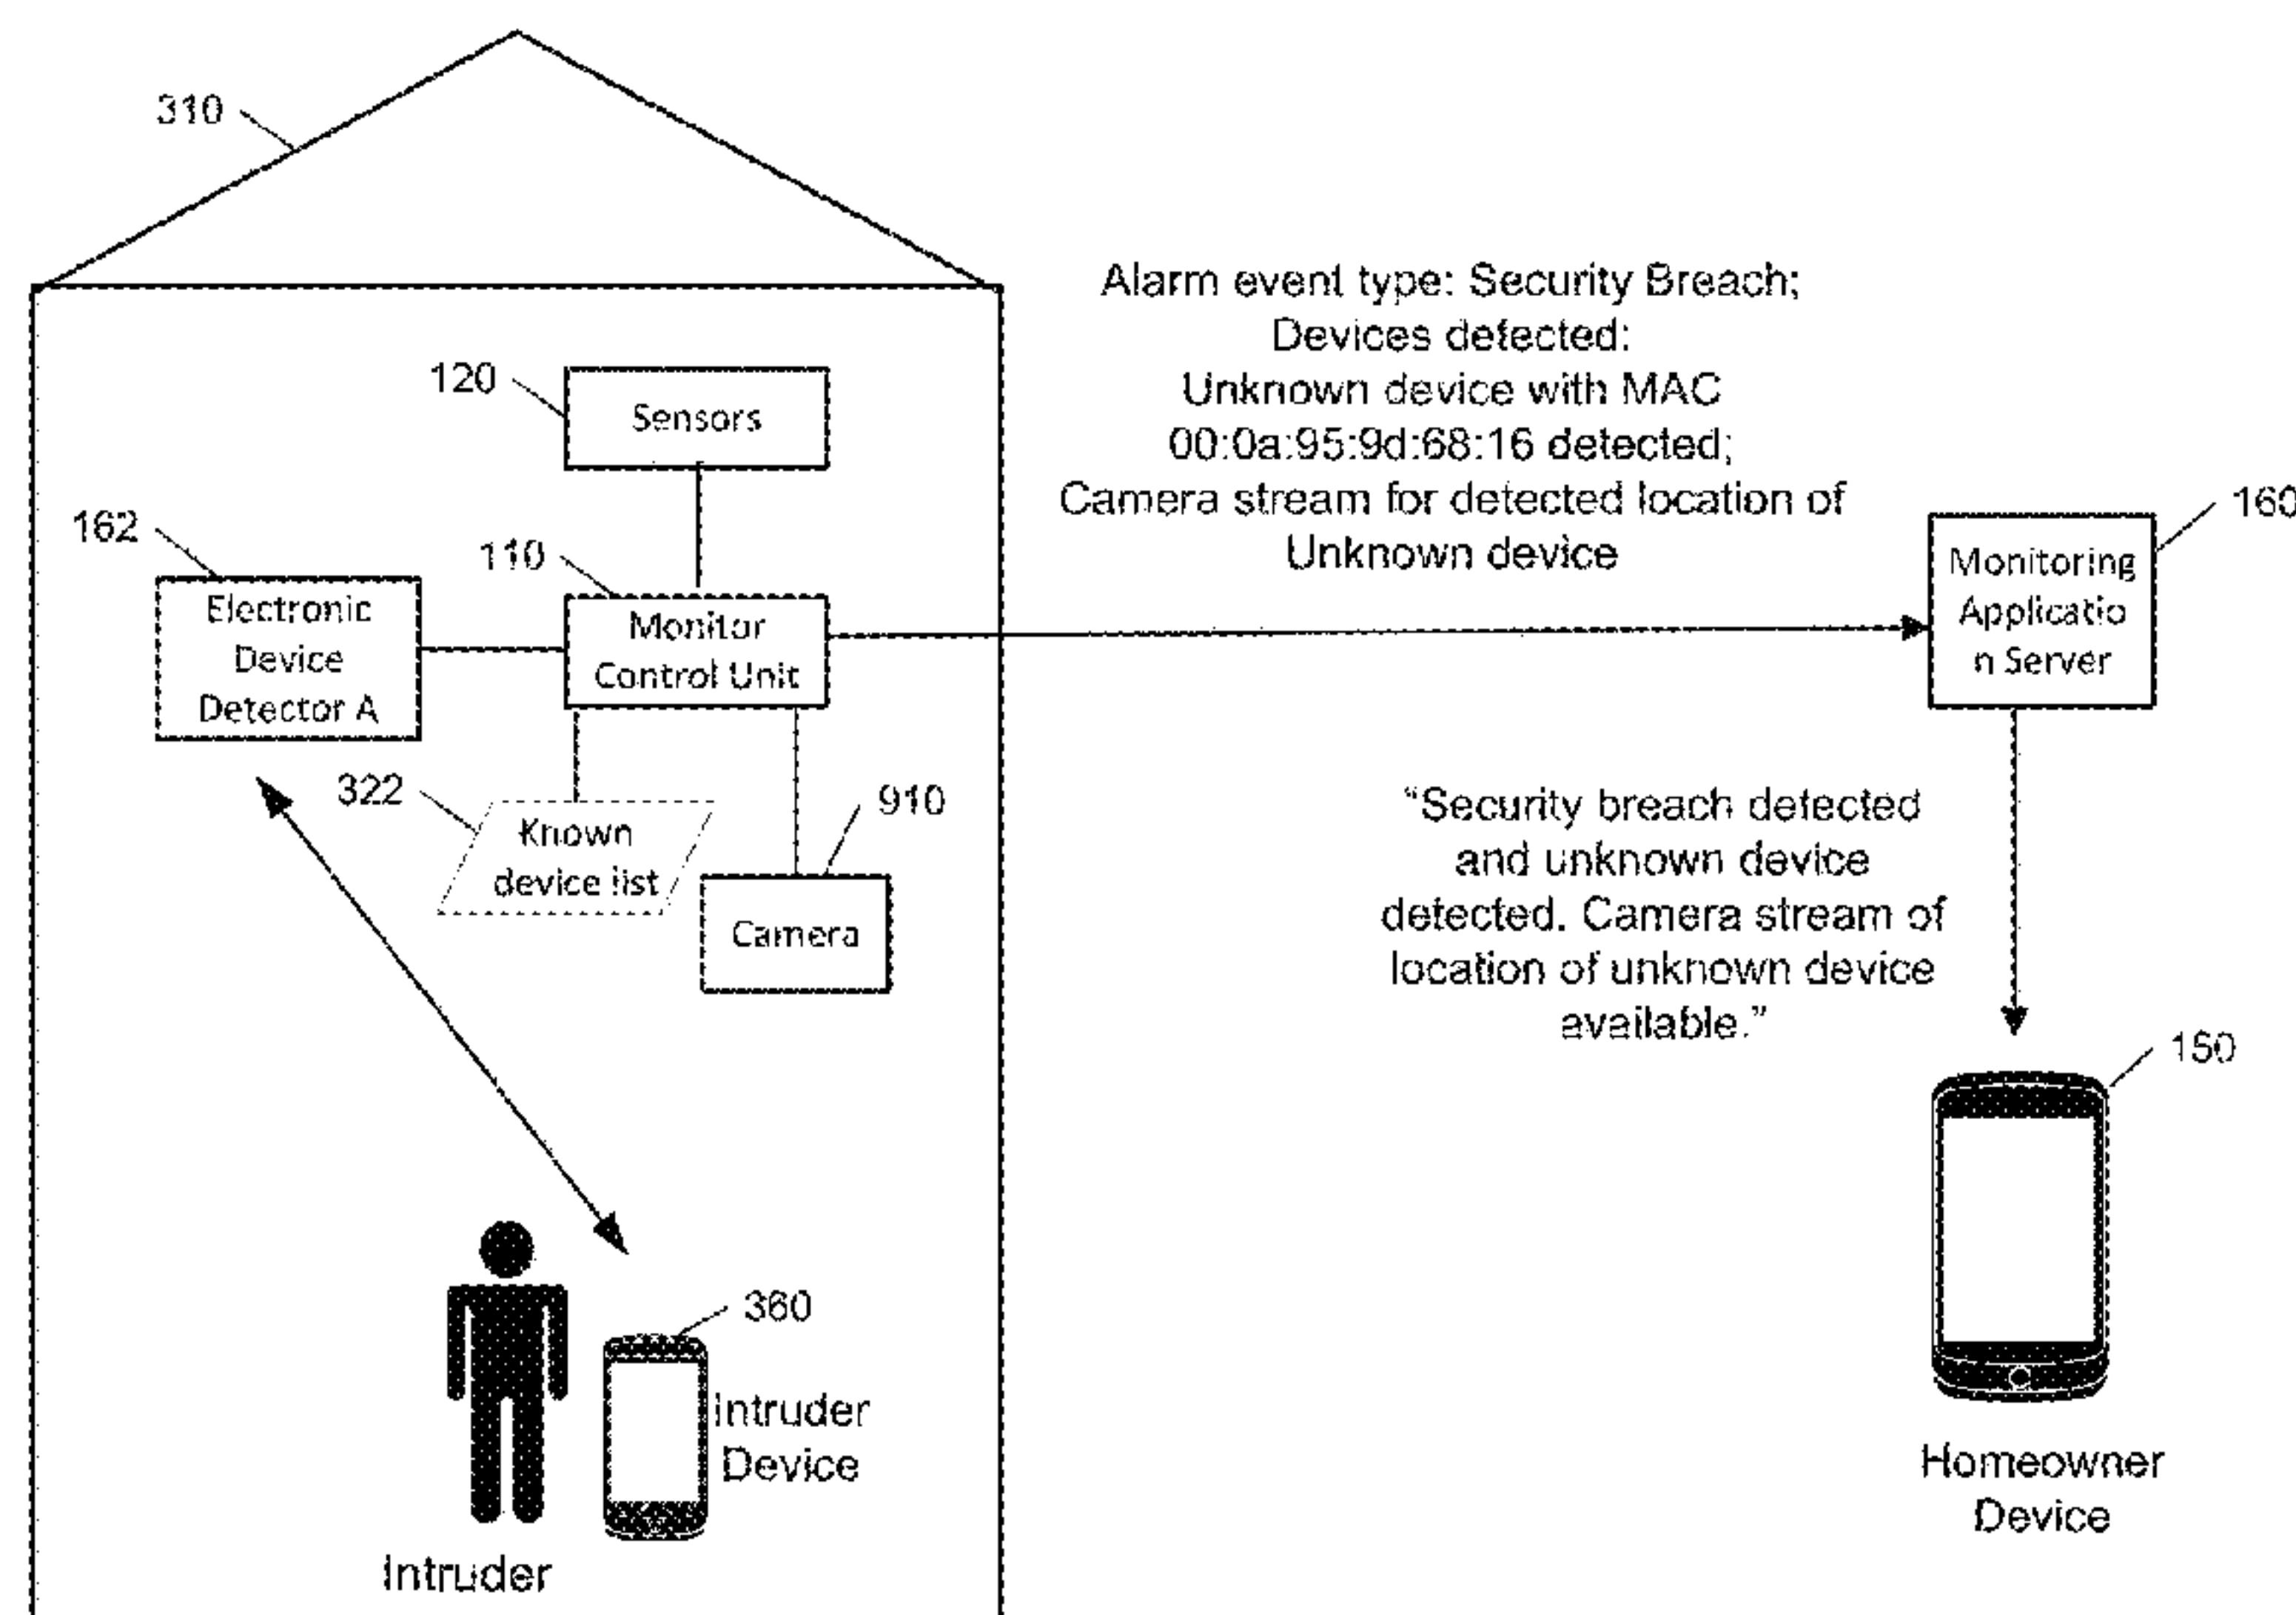 310
Alarm event type: Security Breach;
Devices detected:
Unknown device with MAC
00:0a:95:9d:68:16 detected;
Camera stream for detected location of
Unknown device
120
Sensors
162
Electronic
Device
Detector A
110
Monitor
Control Unit
160
Monitoring
Applicatio
n Server
322
Known
device list
910
Camera
"Security breach detected
and unknown device
detected. Camera stream of
location of unknown device
available."
150
Homeowner
Device
360
Intruder
Device
Intruder